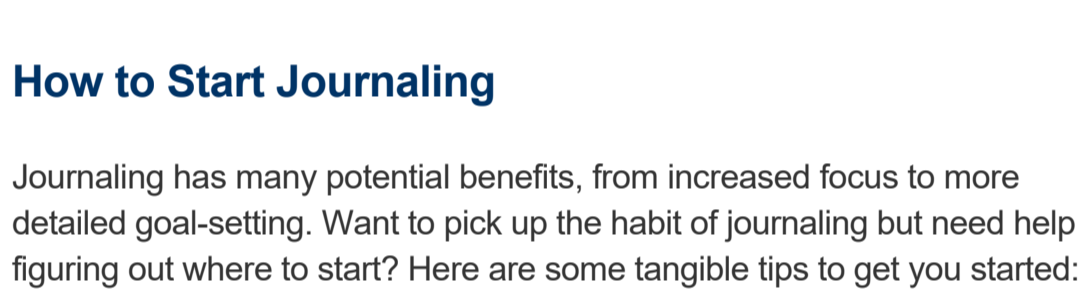 How to Start Journaling
Journaling has many potential benefits, from increased focus to more
detailed goal-setting. Want to pick up the habit of journaling but need help
figuring out where to start? Here are some tangible tips to get you started: